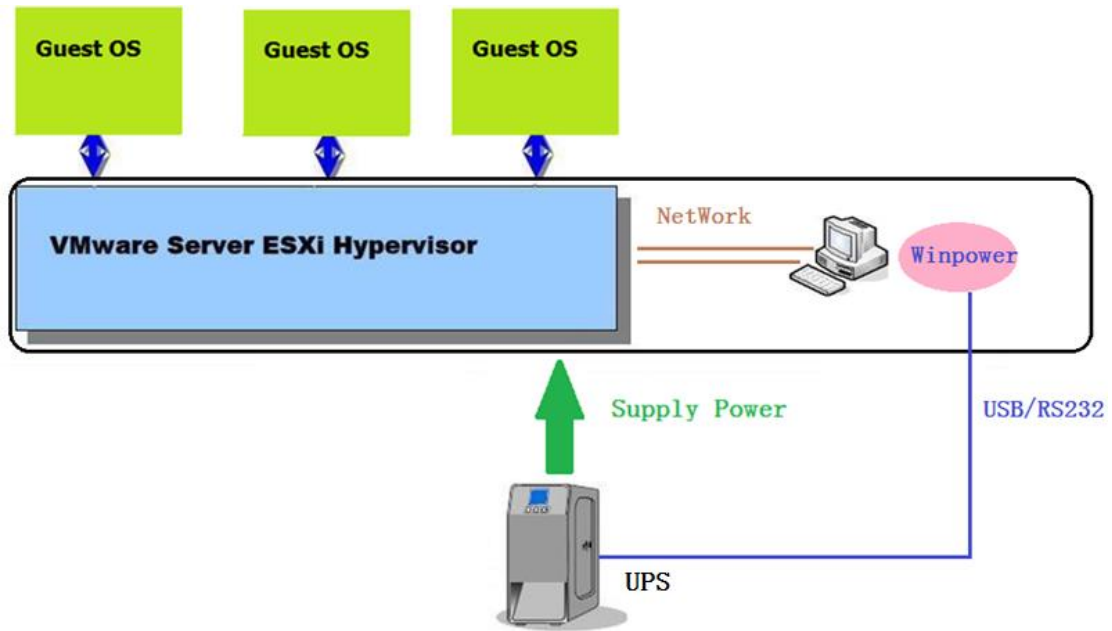 Guest OS
Guest OS
Guest OS
VMware Server ESXi Hypervisor
NetWork
Winpower
Supply Power
USB/RS232
UPS